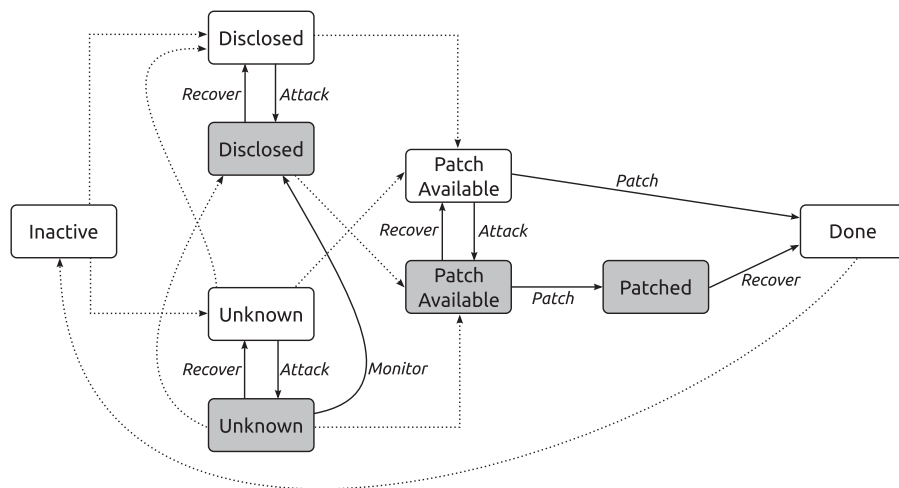 Disclosed
Recover
Attack
Disclosed
Patch
Available
Patch
Inactive
Recover
Attack
Done
Patch
Available
Patch
Patched
Recover
Unknown
Recover
Attack
Monitor
Unknown